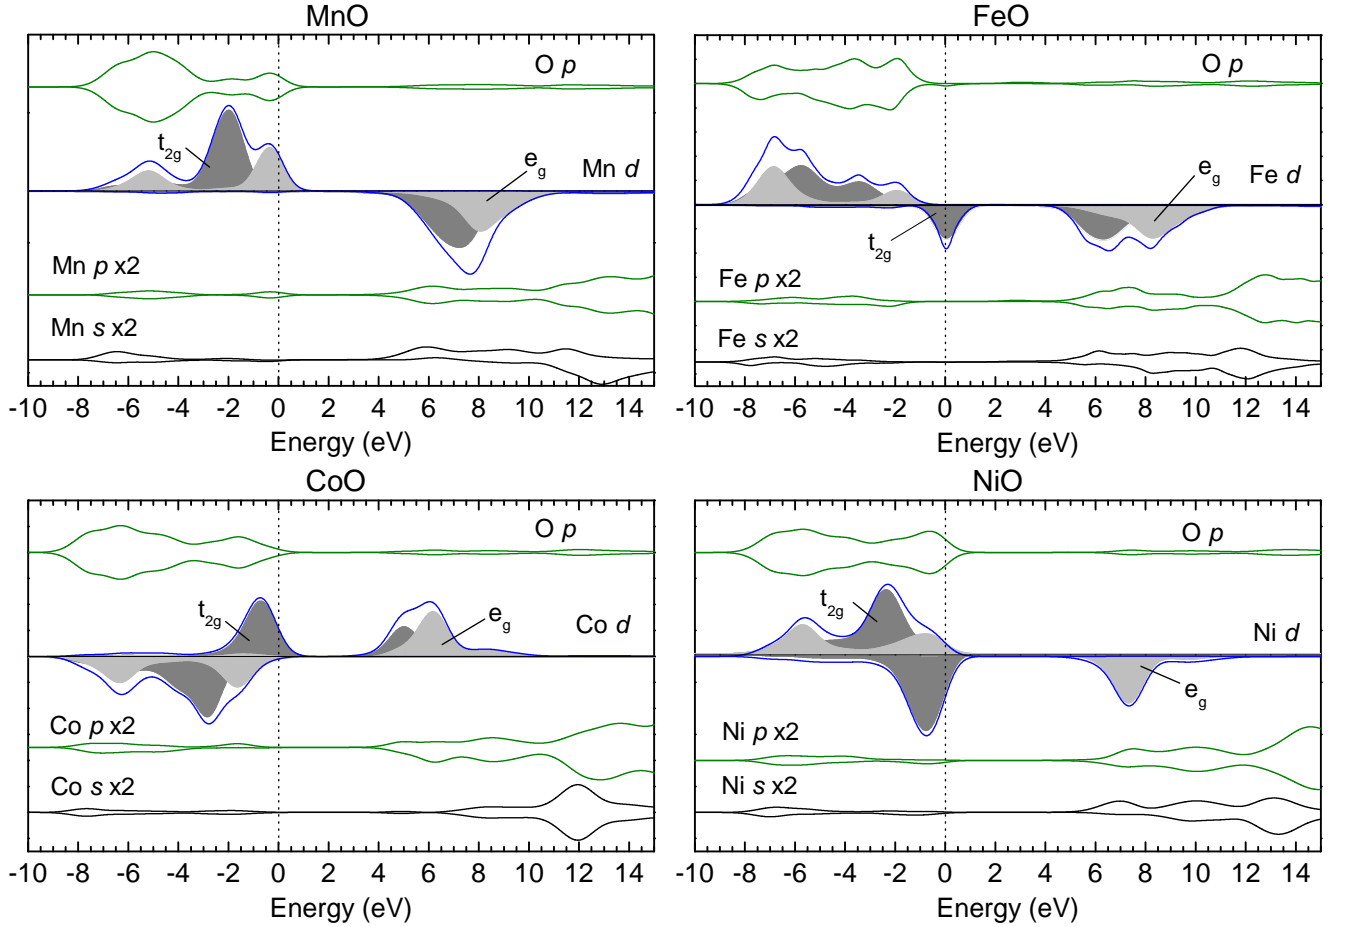 MnO
O p
t2g
eg
Mn d
Mn p x2
Mn s x2
-10 -8 -6 -4 -2 0 2 4 6 8 10 12 14
Energy (eV)
FeO
O p
eg
Fe d
t2g
Fe p x2
Fe s x2
-10 -8 -6 -4 -2 0 2 4 6 8 10 12 14
Energy (eV)
CoO
O p
t2g
eg
Co d
Co p x2
Co s x2
-10 -8 -6 -4 -2 0 2 4 6 8 10 12 14
Energy (eV)
NiO
O p
t2g
Ni d
eg
Ni p x2
Ni s x2
-10 -8 -6 -4 -2 0 2 4 6 8 10 12 14
Energy (eV)